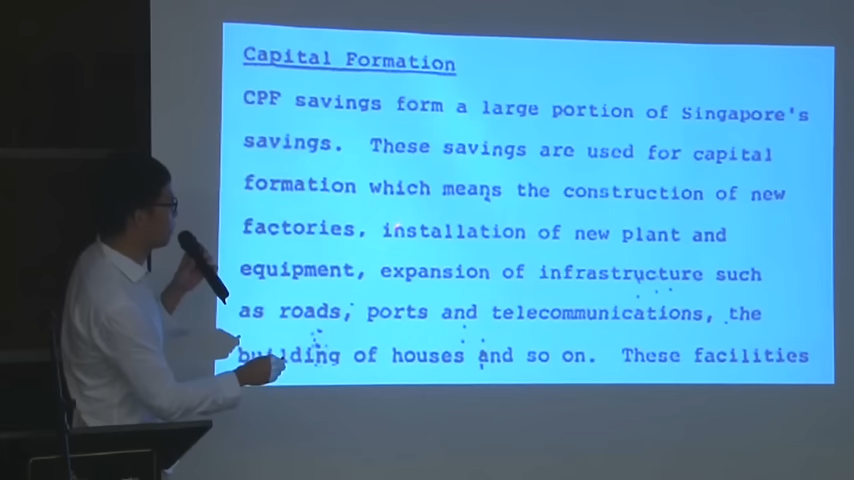 Capital Formation
CPF savings form a large portion of Singapore's
savings. These savings are used for capital
formation which means the construction of new
factories, installation of new plant and
equipment, expansion of infrastructure such
as roads, ports and telecommunications, the
building of houses and so on. These facilities